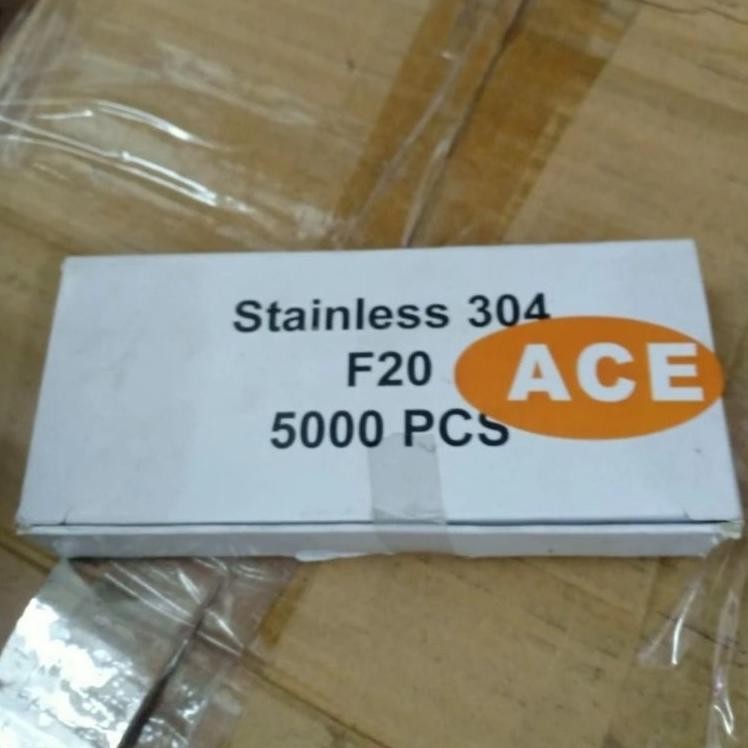 Stainless 304
F20
ACE
5000 PCS